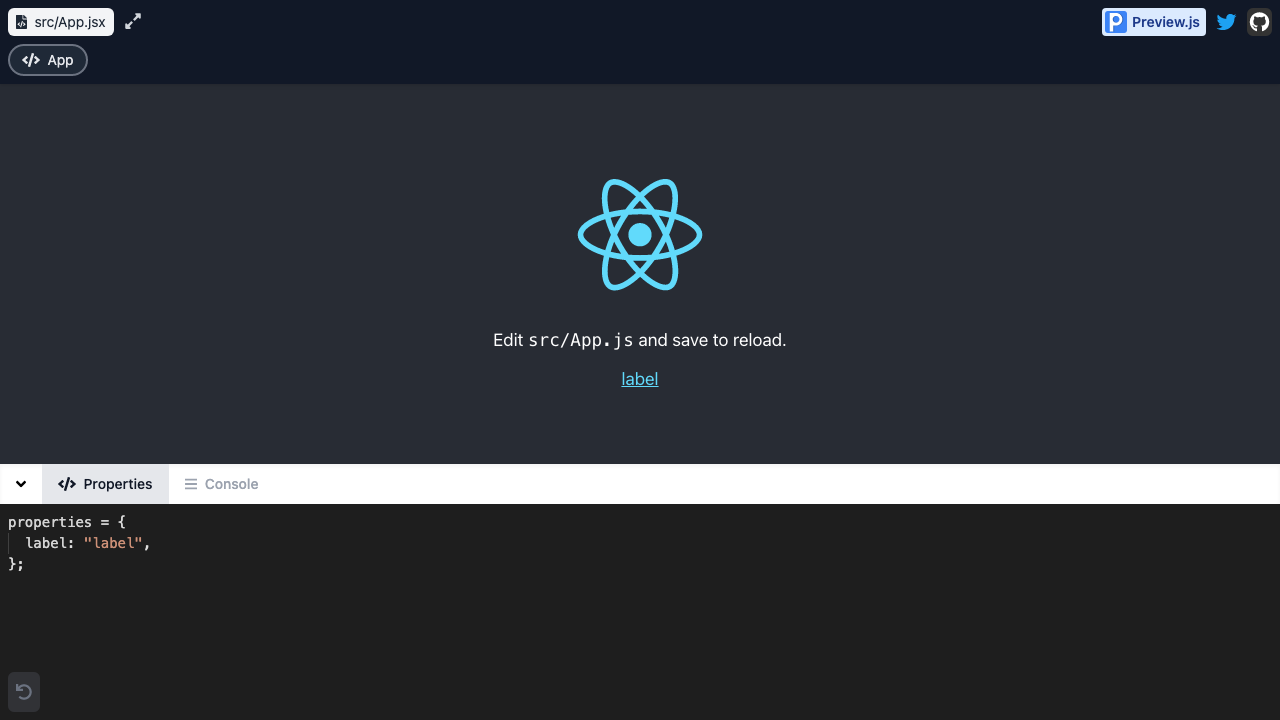 src/App.jsx
Preview.js
App
Edit src/App.js and save to reload.
label
Properties
Console
properties = {
  label: "label",
};